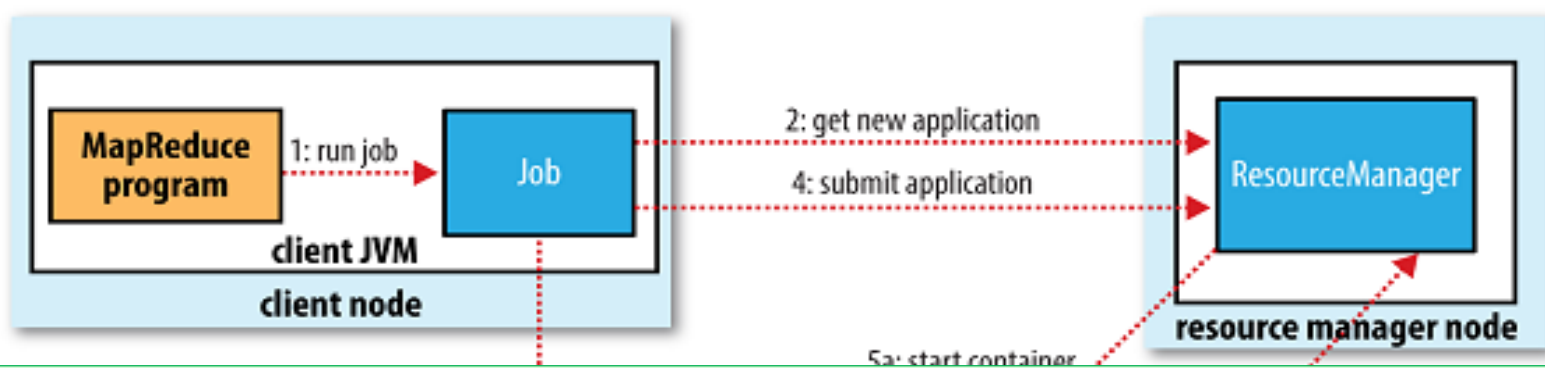 MapReduce
program
1: run job
Job
client JVM
client node
2: get new application
4: submit application
ResourceManager
resource manager node
5a: start container